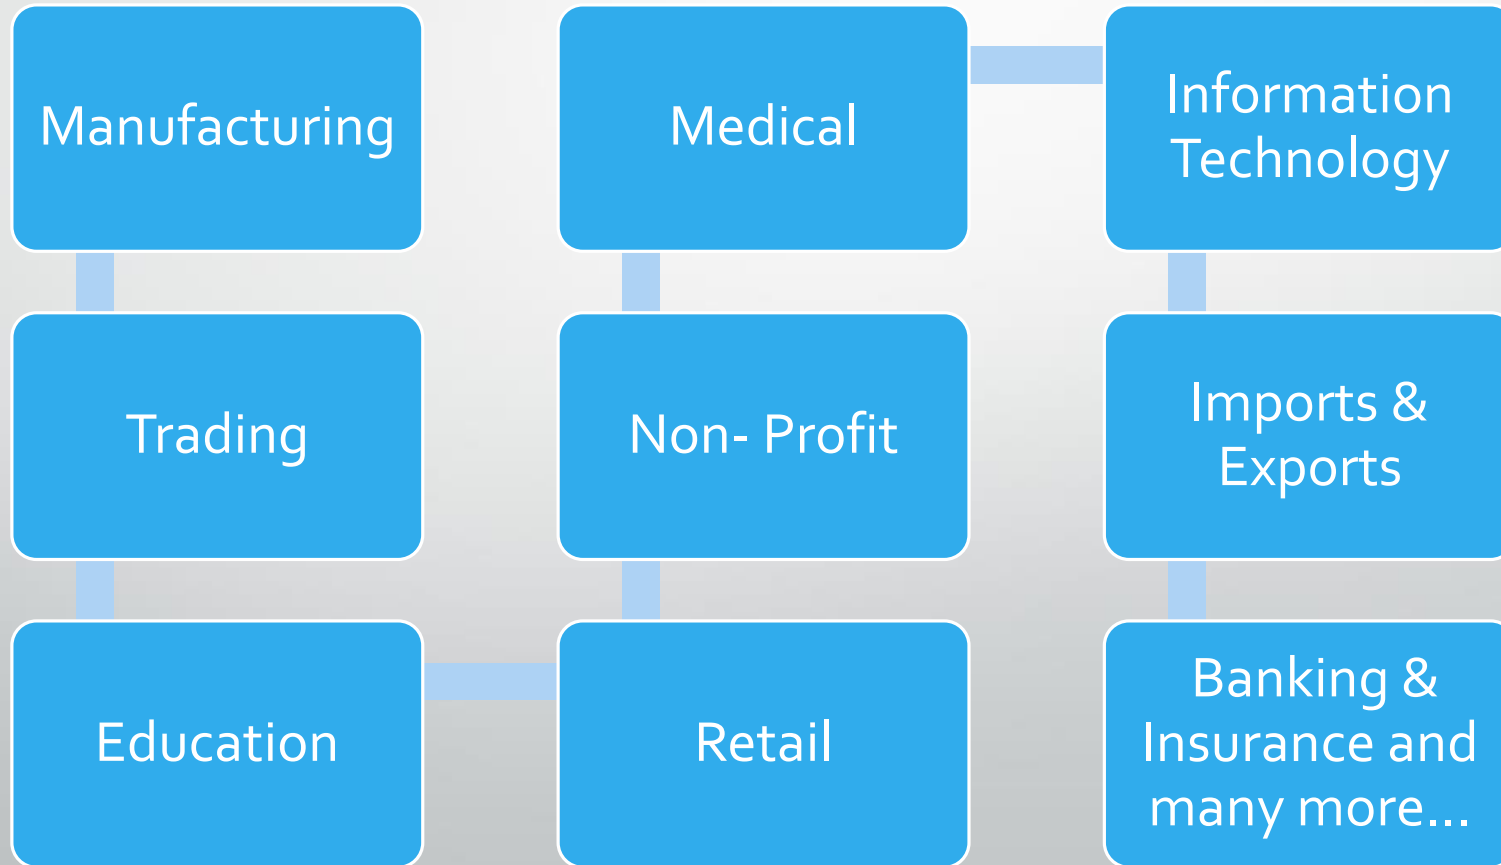 Manufacturing
Trading
Education
Retail
Non- Profit
Medical
Information
Technology
Imports &
Exports
Banking &
Insurance and
many more...